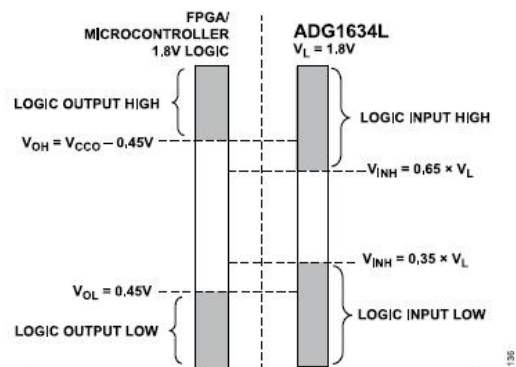 FPGA/
MICROCONTROLLER
1.8V LOGIC
ADG1634L
VL = 1.8V
LOGIC OUTPUT HIGH
LOGIC INPUT HIGH
VOH = VCCO – 0.45V
VINH = 0.65 × VL
VINH = 0.35 × VL
VOL = 0.45V
LOGIC OUTPUT LOW
LOGIC INPUT LOW
136